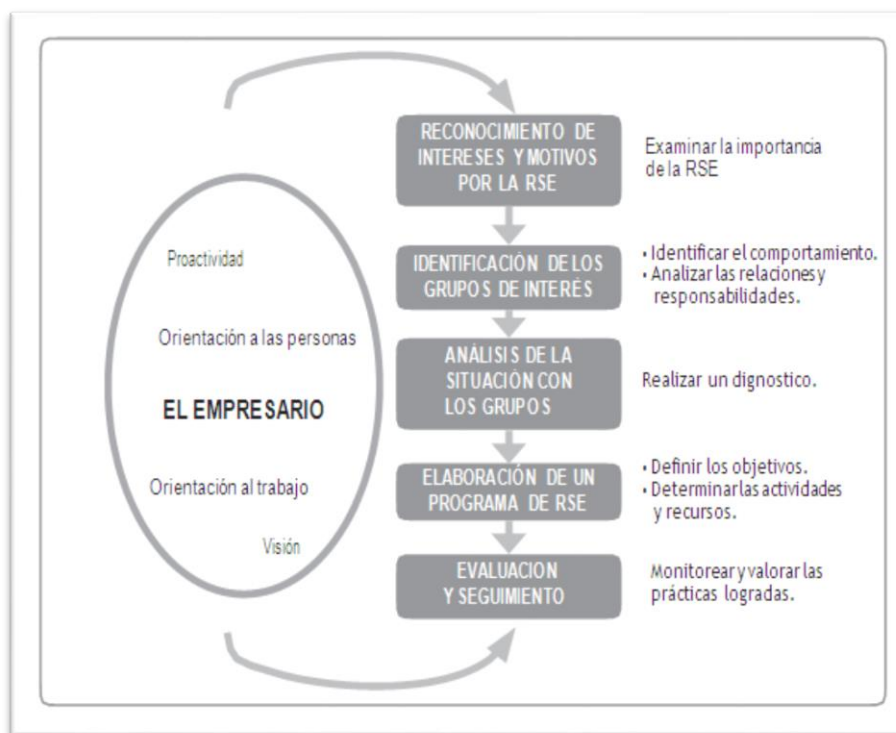 Proactividad
Orientación a las personas
EL EMPRESARIO
Orientación al trabajo
Visión
RECONOCIMIENTO DE
INTERESES Y MOTIVOS
POR LA RSE
Examinar la importancia
de la RSE
IDENTIFICACIÓN DE LOS
GRUPOS DE INTERÉS
• Identificar el comportamiento.
• Analizar las relaciones y
responsabilidades.
ANÁLISIS DE LA
SITUACIÓN CON
LOS GRUPOS
Realizar un dignostico.
ELABORACIÓN DE UN
PROGRAMA DE RSE
• Definir los objetivos.
• Determinar las actividades
y recursos.
EVALUACION
Y SEGUIMIENTO
Monitorear y valorar las
prácticas logradas.